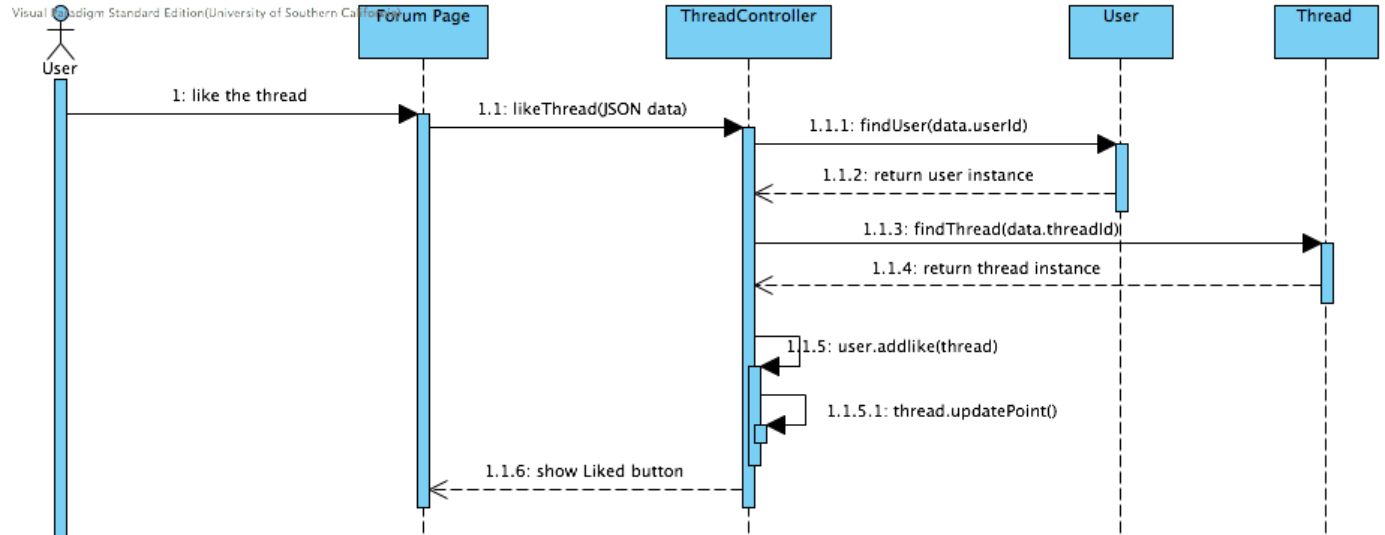 Visual Paradigm Standard Edition(University of Southern California)
Forum Page
ThreadController
User
Thread
User
1: like the thread
1.1: likeThread(JSON data)
1.1.1: findUser(data.userId)
1.1.2: return user instance
1.1.3: findThread(data.threadId)
1.1.4: return thread instance
1.1.5: user.addlike(thread)
1.1.5.1: thread.updatePoint()
1.1.6: show Liked button